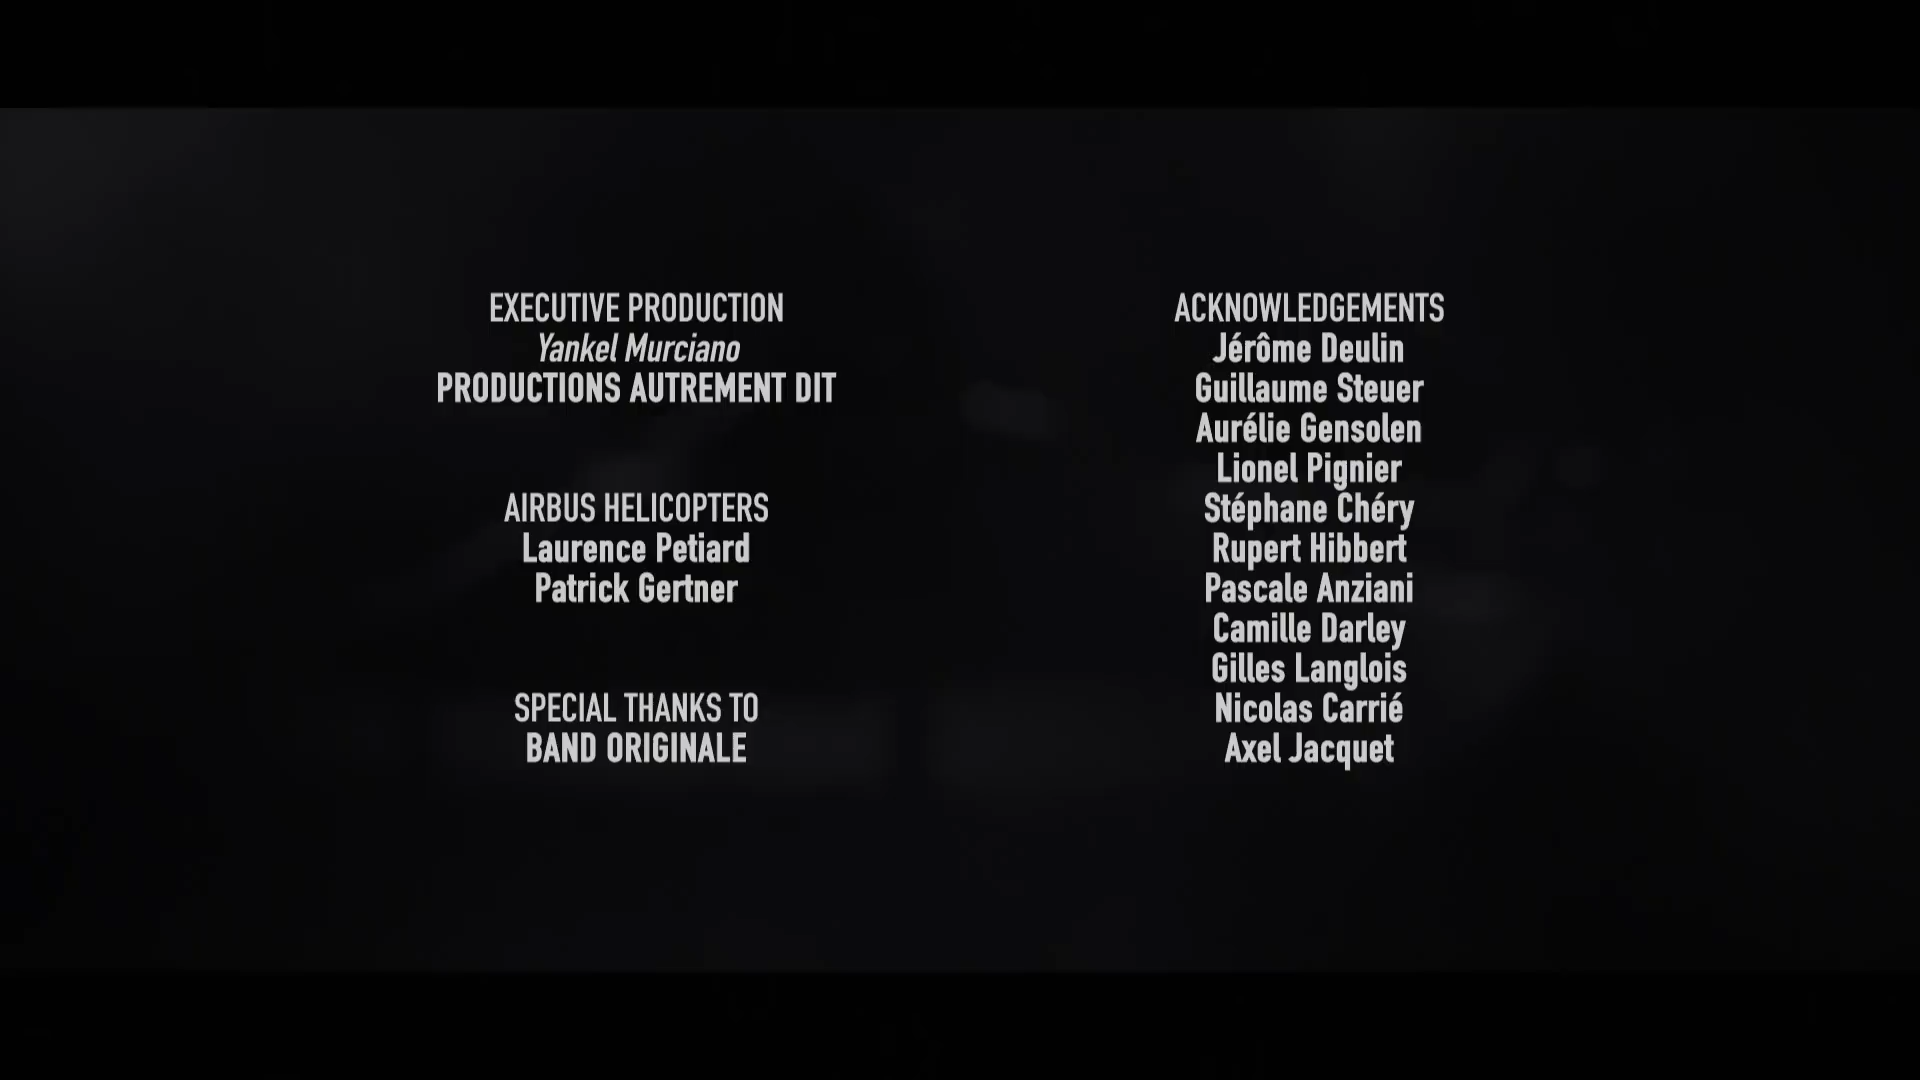 EXECUTIVE PRODUCTION
Yankel Murciano
PRODUCTIONS AUTREMENT DIT
AIRBUS HELICOPTERS
Laurence Petiard
Patrick Gertner
SPECIAL THANKS TO
BAND ORIGINALE
ACKNOWLEDGEMENTS
Jérôme Deulin
Guillaume Steuer
Aurélie Gensolen
Lionel Pignier
Stéphane Chéry
Rupert Hibbert
Pascale Anziani
Camille Darley
Gilles Langlois
Nicolas Carrié
Axel Jacquet